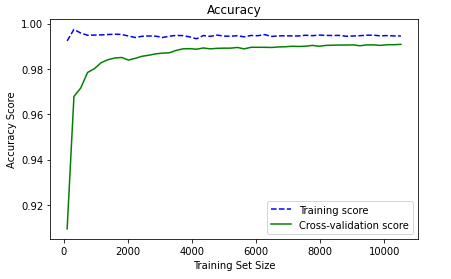 Accuracy
1.00
0.98
0.96
0.94
0.92
Accuracy Score
Training score
Cross-validation score
0 2000 4000 6000 8000 10000
Training Set Size